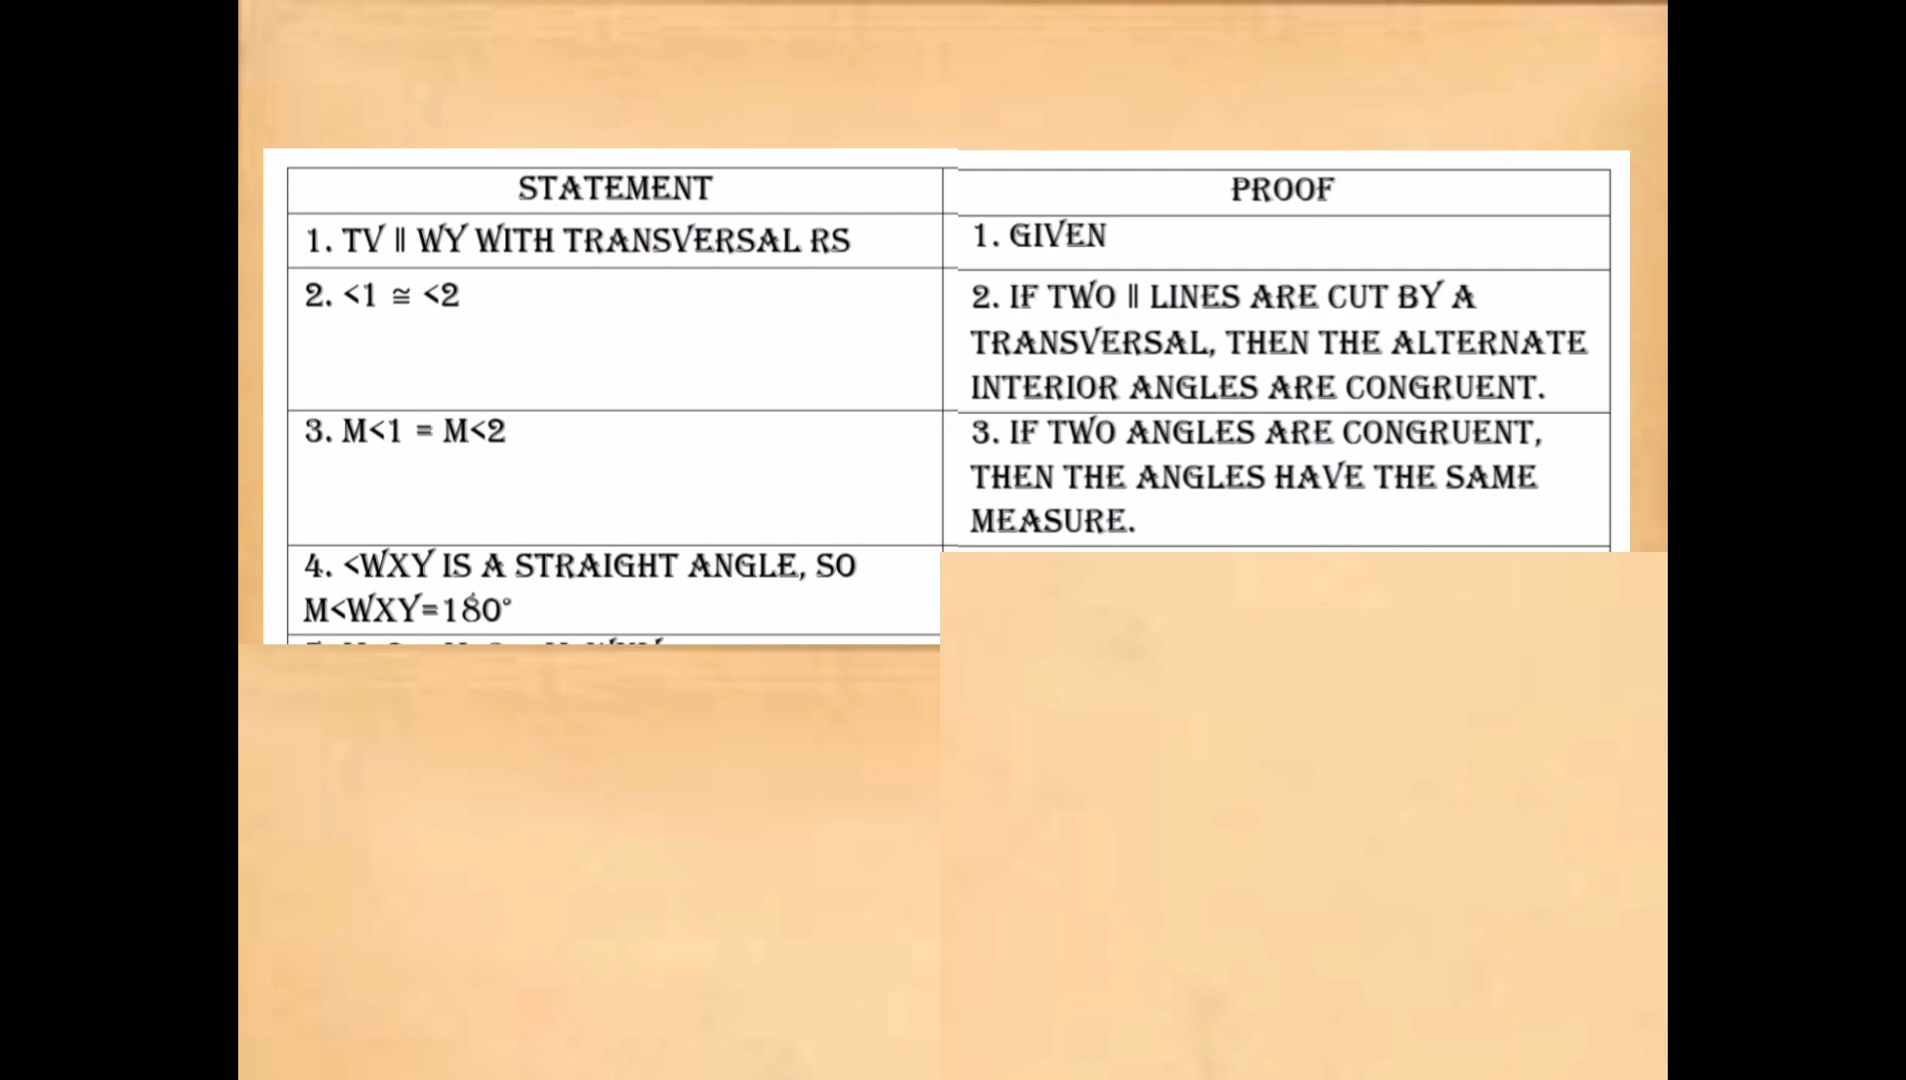 STATEMENT
PROOF
1. TV ∥ WY WITH TRANSVERSAL RS
1. GIVEN
2. <1 ≅ <2
2. IF TWO ∥ LINES ARE CUT BY A
TRANSVERSAL, THEN THE ALTERNATE
INTERIOR ANGLES ARE CONGRUENT.
3. M<1 = M<2
3. IF TWO ANGLES ARE CONGRUENT,
THEN THE ANGLES HAVE THE SAME
MEASURE.
4. <WXY IS A STRAIGHT ANGLE, SO
M<WXY=180°